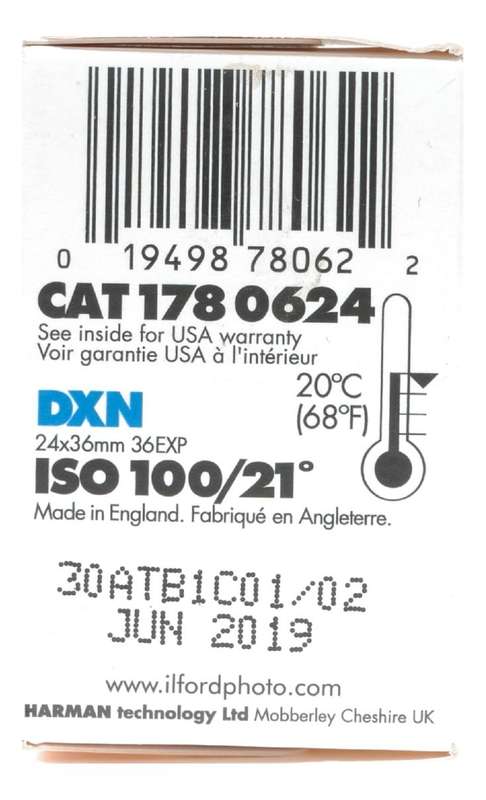 0 19498 78062 2
CAT 178 0624
See inside for USA warranty
Voir garantie USA à l'intérieur
20°C
(68°F)
DXN
24x36mm 36EXP
ISO 100/21°
Made in England. Fabriqué en Angleterre.
30ATB1C01/02
JUN 2019
www.ilfordphoto.com
HARMAN technology Ltd Mobberley Cheshire UK